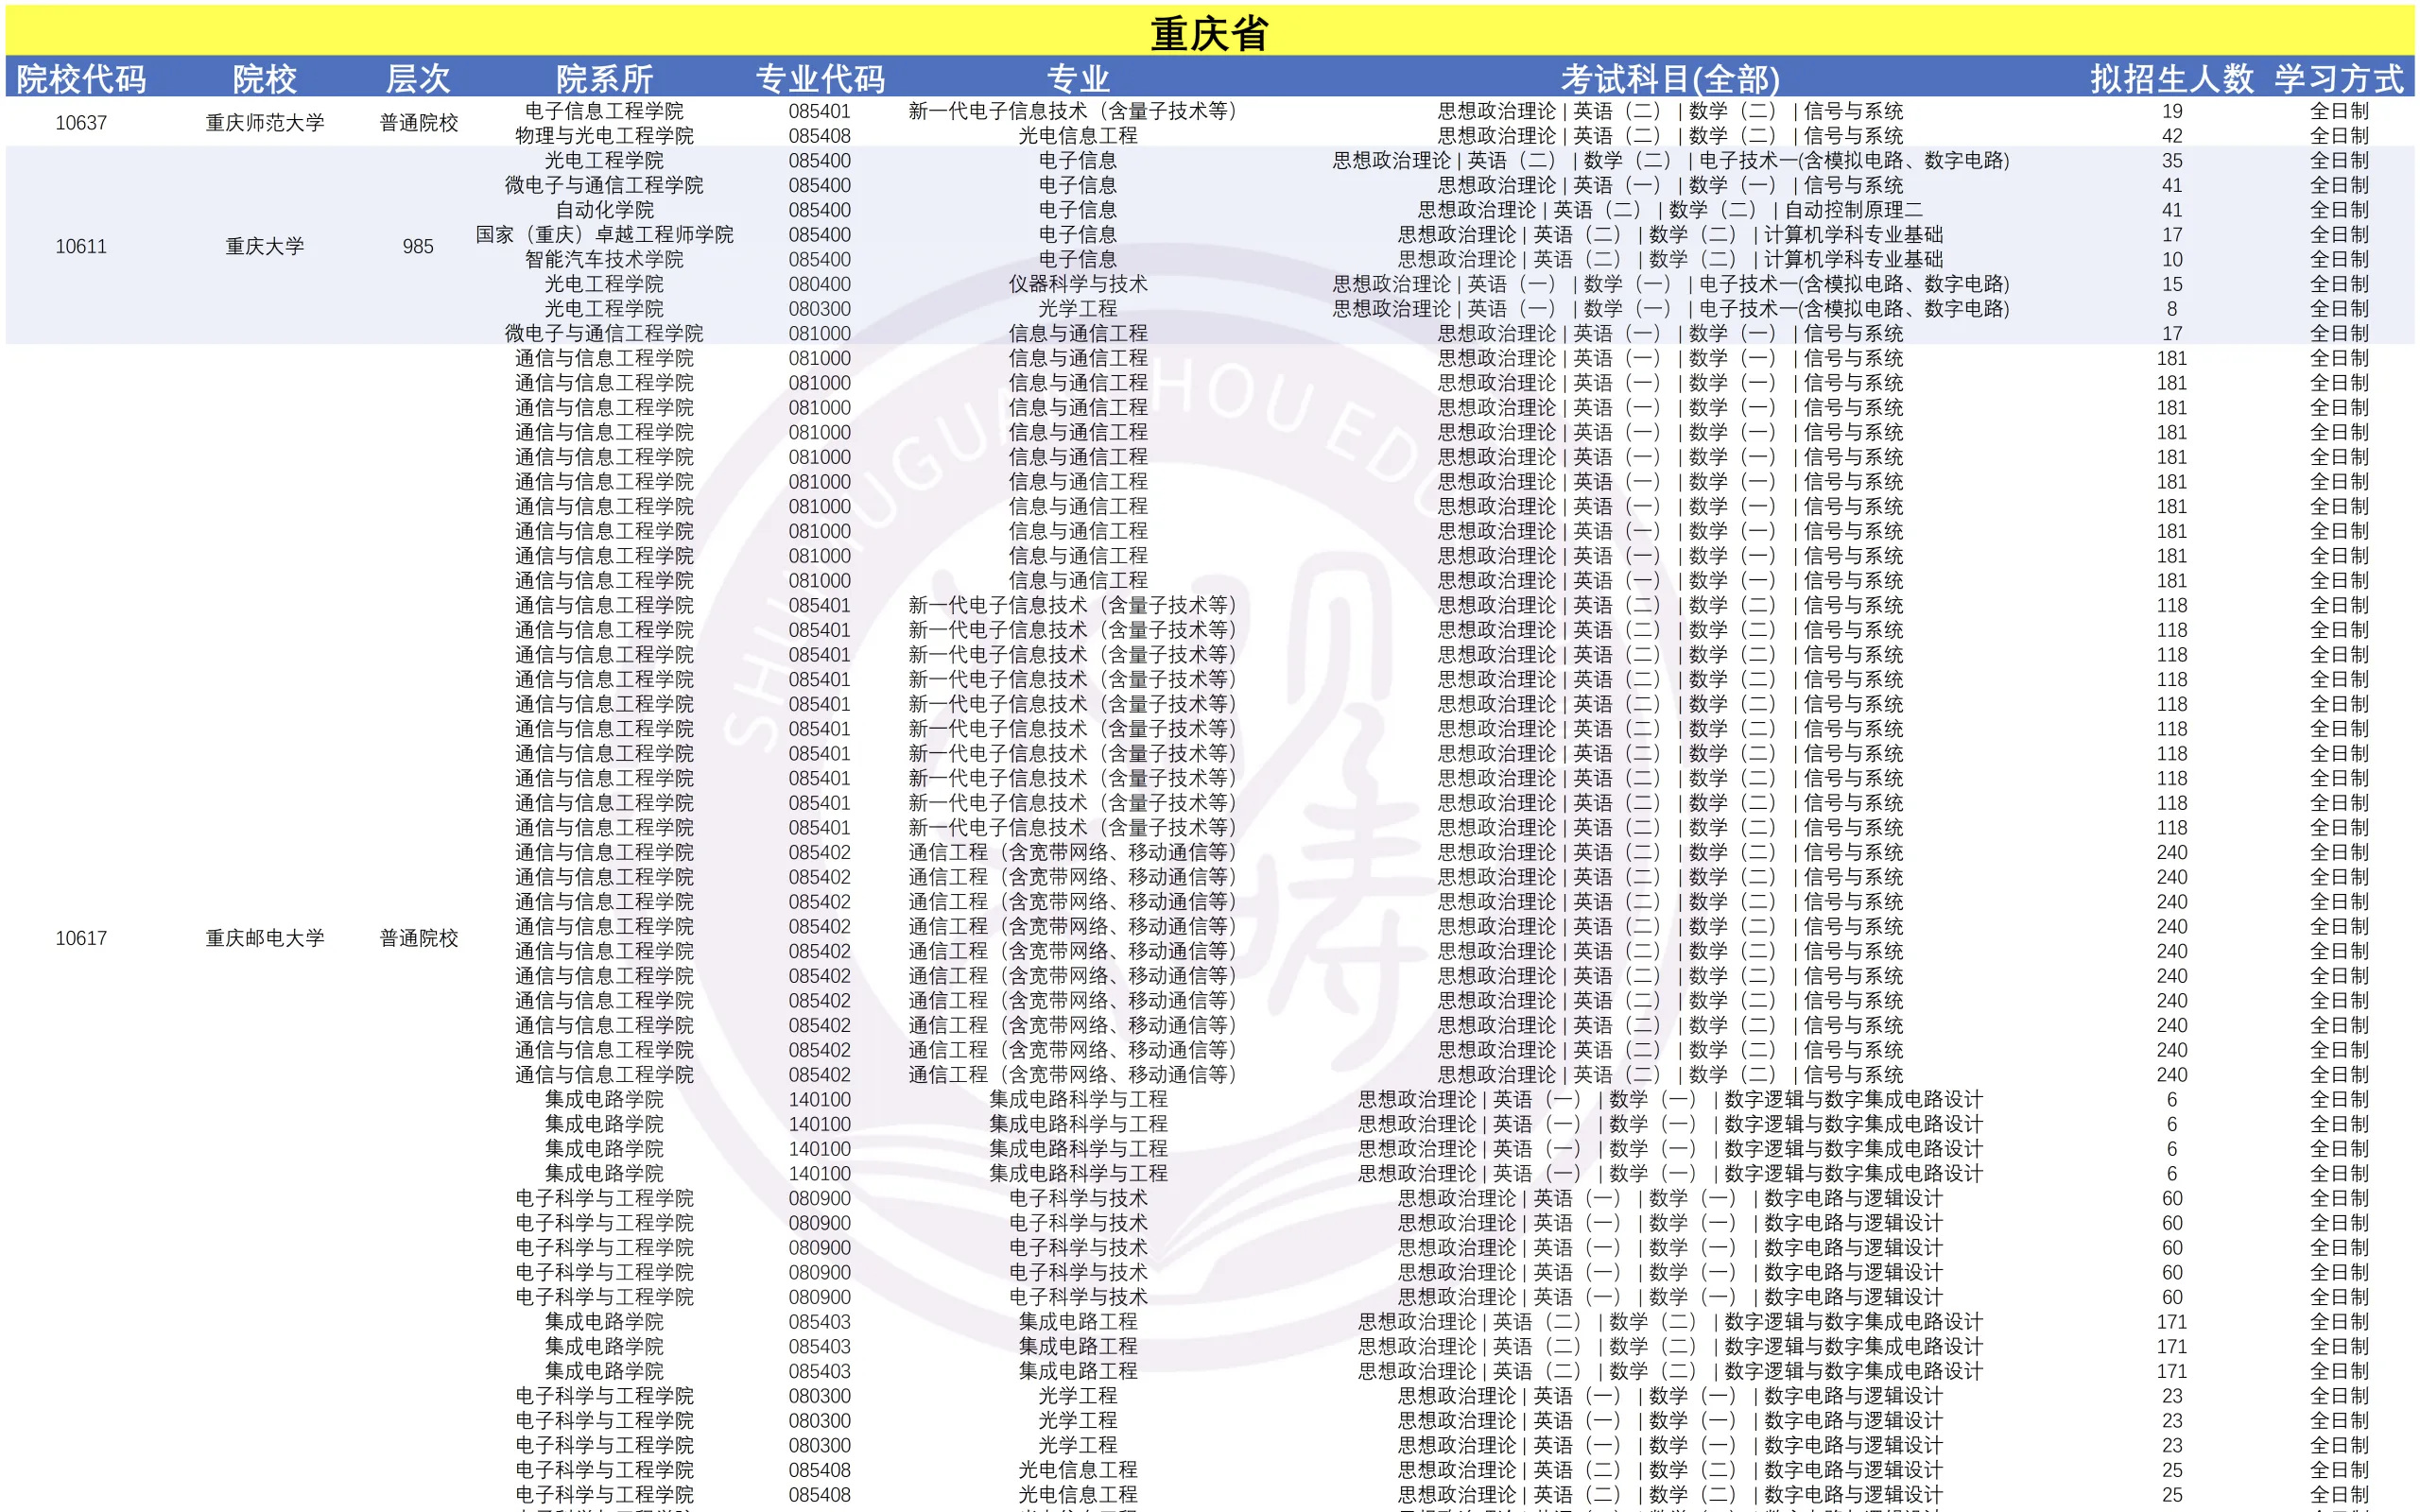 重庆省
院校代码 院校 层次 院系所 专业代码 专业 考试科目(全部) 拟招生人数 学习方式
10637 重庆师范大学 普通院校 电子信息工程学院 085401 新一代电子信息技术（含量子技术等） 思想政治理论 | 英语（二） | 数学（二） | 信号与系统 19 全日制
物理与光电工程学院 085408 光电信息工程 思想政治理论 | 英语（二） | 数学（二） | 信号与系统 42 全日制
光电工程学院 085400 电子信息 思想政治理论 | 英语（二） | 数学（二） | 电子技术一(含模拟电路、数字电路) 35 全日制
微电子与通信工程学院 085400 电子信息 思想政治理论 | 英语（一） | 数学（一） | 信号与系统 41 全日制
自动化学院 085400 电子信息 思想政治理论 | 英语（二） | 数学（二） | 自动控制原理二 41 全日制
国家（重庆）卓越工程师学院 085400 电子信息 思想政治理论 | 英语（二） | 数学（二） | 计算机学科专业基础 17 全日制
10611 重庆大学 985 智能汽车技术学院 085400 电子信息 思想政治理论 | 英语（二） | 数学（二） | 计算机学科专业基础 10 全日制
光电工程学院 080400 仪器科学与技术 思想政治理论 | 英语（一） | 数学（一） | 电子技术一(含模拟电路、数字电路) 15 全日制
光电工程学院 080300 光学工程 思想政治理论 | 英语（一） | 数学（一） | 电子技术一(含模拟电路、数字电路) 8 全日制
微电子与通信工程学院 081000 信息与通信工程 思想政治理论 | 英语（一） | 数学（一） | 信号与系统 17 全日制
通信与信息工程学院 081000 信息与通信工程 思想政治理论 | 英语（一） | 数学（一） | 信号与系统 181 全日制
通信与信息工程学院 081000 信息与通信工程 思想政治理论 | 英语（一） | 数学（一） | 信号与系统 181 全日制
通信与信息工程学院 081000 信息与通信工程 思想政治理论 | 英语（一） | 数学（一） | 信号与系统 181 全日制
通信与信息工程学院 081000 信息与通信工程 思想政治理论 | 英语（一） | 数学（一） | 信号与系统 181 全日制
通信与信息工程学院 081000 信息与通信工程 思想政治理论 | 英语（一） | 数学（一） | 信号与系统 181 全日制
通信与信息工程学院 081000 信息与通信工程 思想政治理论 | 英语（一） | 数学（一） | 信号与系统 181 全日制
通信与信息工程学院 081000 信息与通信工程 思想政治理论 | 英语（一） | 数学（一） | 信号与系统 181 全日制
通信与信息工程学院 081000 信息与通信工程 思想政治理论 | 英语（一） | 数学（一） | 信号与系统 181 全日制
通信与信息工程学院 081000 信息与通信工程 思想政治理论 | 英语（一） | 数学（一） | 信号与系统 181 全日制
通信与信息工程学院 081000 信息与通信工程 思想政治理论 | 英语（一） | 数学（一） | 信号与系统 181 全日制
通信与信息工程学院 085401 新一代电子信息技术（含量子技术等） 思想政治理论 | 英语（二） | 数学（二） | 信号与系统 118 全日制
通信与信息工程学院 085401 新一代电子信息技术（含量子技术等） 思想政治理论 | 英语（二） | 数学（二） | 信号与系统 118 全日制
通信与信息工程学院 085401 新一代电子信息技术（含量子技术等） 思想政治理论 | 英语（二） | 数学（二） | 信号与系统 118 全日制
通信与信息工程学院 085401 新一代电子信息技术（含量子技术等） 思想政治理论 | 英语（二） | 数学（二） | 信号与系统 118 全日制
通信与信息工程学院 085401 新一代电子信息技术（含量子技术等） 思想政治理论 | 英语（二） | 数学（二） | 信号与系统 118 全日制
通信与信息工程学院 085401 新一代电子信息技术（含量子技术等） 思想政治理论 | 英语（二） | 数学（二） | 信号与系统 118 全日制
通信与信息工程学院 085401 新一代电子信息技术（含量子技术等） 思想政治理论 | 英语（二） | 数学（二） | 信号与系统 118 全日制
通信与信息工程学院 085401 新一代电子信息技术（含量子技术等） 思想政治理论 | 英语（二） | 数学（二） | 信号与系统 118 全日制
通信与信息工程学院 085401 新一代电子信息技术（含量子技术等） 思想政治理论 | 英语（二） | 数学（二） | 信号与系统 118 全日制
通信与信息工程学院 085401 新一代电子信息技术（含量子技术等） 思想政治理论 | 英语（二） | 数学（二） | 信号与系统 118 全日制
通信与信息工程学院 085402 通信工程（含宽带网络、移动通信等） 思想政治理论 | 英语（二） | 数学（二） | 信号与系统 240 全日制
通信与信息工程学院 085402 通信工程（含宽带网络、移动通信等） 思想政治理论 | 英语（二） | 数学（二） | 信号与系统 240 全日制
通信与信息工程学院 085402 通信工程（含宽带网络、移动通信等） 思想政治理论 | 英语（二） | 数学（二） | 信号与系统 240 全日制
通信与信息工程学院 085402 通信工程（含宽带网络、移动通信等） 思想政治理论 | 英语（二） | 数学（二） | 信号与系统 240 全日制
10617 重庆邮电大学 普通院校 通信与信息工程学院 085402 通信工程（含宽带网络、移动通信等） 思想政治理论 | 英语（二） | 数学（二） | 信号与系统 240 全日制
通信与信息工程学院 085402 通信工程（含宽带网络、移动通信等） 思想政治理论 | 英语（二） | 数学（二） | 信号与系统 240 全日制
通信与信息工程学院 085402 通信工程（含宽带网络、移动通信等） 思想政治理论 | 英语（二） | 数学（二） | 信号与系统 240 全日制
通信与信息工程学院 085402 通信工程（含宽带网络、移动通信等） 思想政治理论 | 英语（二） | 数学（二） | 信号与系统 240 全日制
通信与信息工程学院 085402 通信工程（含宽带网络、移动通信等） 思想政治理论 | 英语（二） | 数学（二） | 信号与系统 240 全日制
通信与信息工程学院 085402 通信工程（含宽带网络、移动通信等） 思想政治理论 | 英语（二） | 数学（二） | 信号与系统 240 全日制
集成电路学院 140100 集成电路科学与工程 思想政治理论 | 英语（一） | 数学（一） | 数字逻辑与数字集成电路设计 6 全日制
集成电路学院 140100 集成电路科学与工程 思想政治理论 | 英语（一） | 数学（一） | 数字逻辑与数字集成电路设计 6 全日制
集成电路学院 140100 集成电路科学与工程 思想政治理论 | 英语（一） | 数学（一） | 数字逻辑与数字集成电路设计 6 全日制
集成电路学院 140100 集成电路科学与工程 思想政治理论 | 英语（一） | 数学（一） | 数字逻辑与数字集成电路设计 6 全日制
电子科学与工程学院 080900 电子科学与技术 思想政治理论 | 英语（一） | 数学（一） | 数字电路与逻辑设计 60 全日制
电子科学与工程学院 080900 电子科学与技术 思想政治理论 | 英语（一） | 数学（一） | 数字电路与逻辑设计 60 全日制
电子科学与工程学院 080900 电子科学与技术 思想政治理论 | 英语（一） | 数学（一） | 数字电路与逻辑设计 60 全日制
电子科学与工程学院 080900 电子科学与技术 思想政治理论 | 英语（一） | 数学（一） | 数字电路与逻辑设计 60 全日制
电子科学与工程学院 080900 电子科学与技术 思想政治理论 | 英语（一） | 数学（一） | 数字电路与逻辑设计 60 全日制
集成电路学院 085403 集成电路工程 思想政治理论 | 英语（二） | 数学（二） | 数字逻辑与数字集成电路设计 171 全日制
集成电路学院 085403 集成电路工程 思想政治理论 | 英语（二） | 数学（二） | 数字逻辑与数字集成电路设计 171 全日制
集成电路学院 085403 集成电路工程 思想政治理论 | 英语（二） | 数学（二） | 数字逻辑与数字集成电路设计 171 全日制
电子科学与工程学院 080300 光学工程 思想政治理论 | 英语（一） | 数学（一） | 数字电路与逻辑设计 23 全日制
电子科学与工程学院 080300 光学工程 思想政治理论 | 英语（一） | 数学（一） | 数字电路与逻辑设计 23 全日制
电子科学与工程学院 080300 光学工程 思想政治理论 | 英语（一） | 数学（一） | 数字电路与逻辑设计 23 全日制
电子科学与工程学院 085408 光电信息工程 思想政治理论 | 英语（二） | 数学（二） | 数字电路与逻辑设计 25 全日制
电子科学与工程学院 085408 光电信息工程 思想政治理论 | 英语（二） | 数学（二） | 数字电路与逻辑设计 25 全日制